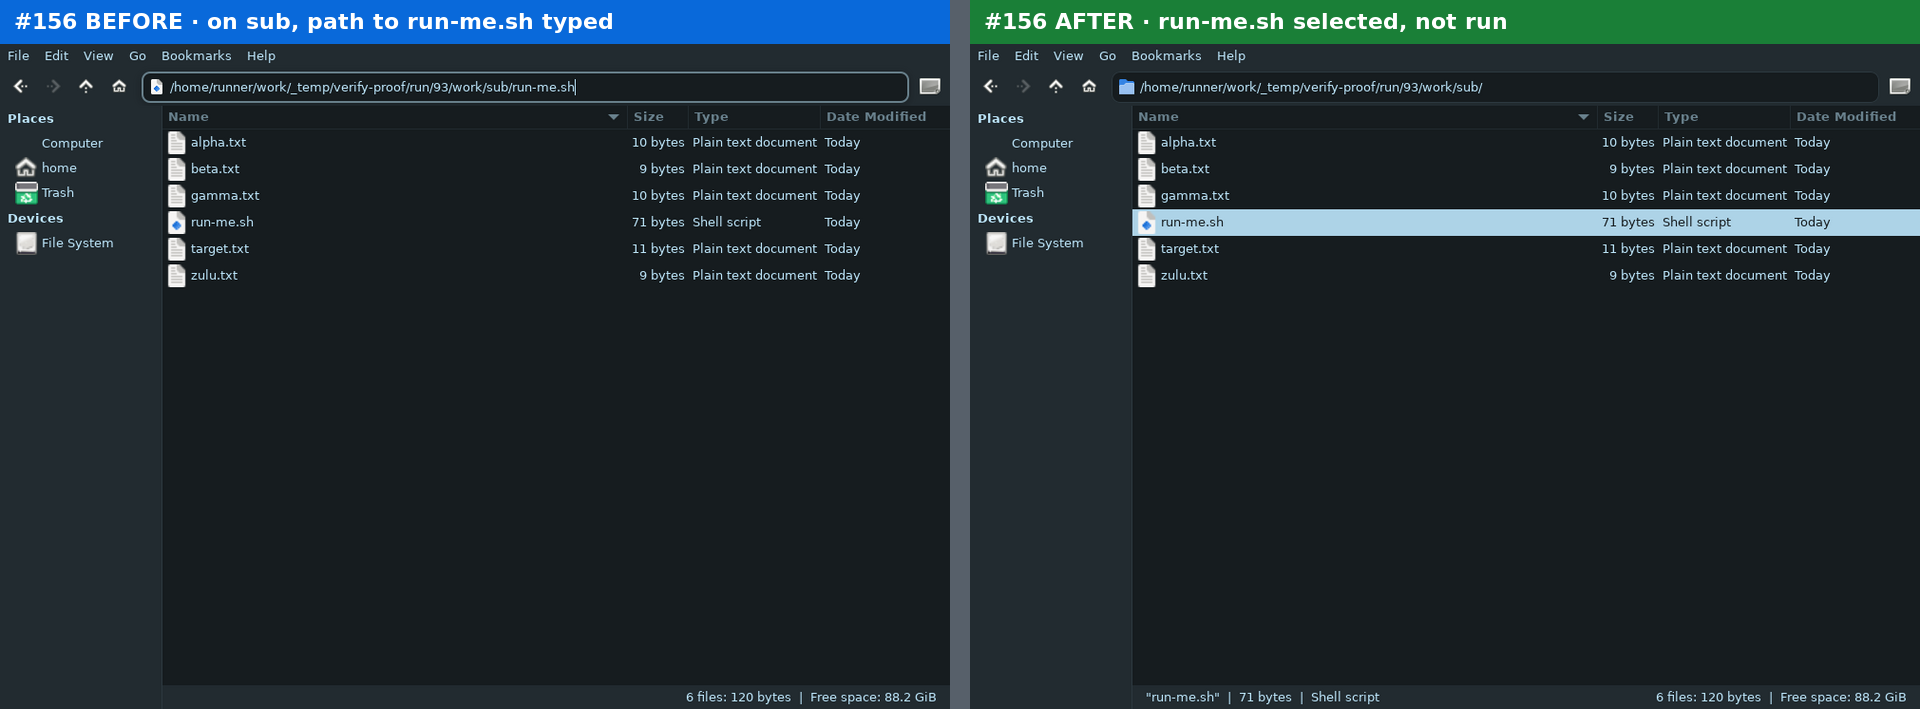 #156 BEFORE · on sub, path to run-me.sh typed
File Edit View Go Bookmarks Help
/home/runner/work/_temp/verify-proof/run/93/work/sub/run-me.sh
Places
Computer
home
Trash
Devices
File System
Name Size Type Date Modified
alpha.txt 10 bytes Plain text document Today
beta.txt 9 bytes Plain text document Today
gamma.txt 10 bytes Plain text document Today
run-me.sh 71 bytes Shell script Today
target.txt 11 bytes Plain text document Today
zulu.txt 9 bytes Plain text document Today
6 files: 120 bytes | Free space: 88.2 GiB
#156 AFTER · run-me.sh selected, not run
File Edit View Go Bookmarks Help
/home/runner/work/_temp/verify-proof/run/93/work/sub/
Places
Computer
home
Trash
Devices
File System
Name Size Type Date Modified
alpha.txt 10 bytes Plain text document Today
beta.txt 9 bytes Plain text document Today
gamma.txt 10 bytes Plain text document Today
run-me.sh 71 bytes Shell script Today
target.txt 11 bytes Plain text document Today
zulu.txt 9 bytes Plain text document Today
"run-me.sh" | 71 bytes | Shell script 6 files: 120 bytes | Free space: 88.2 GiB